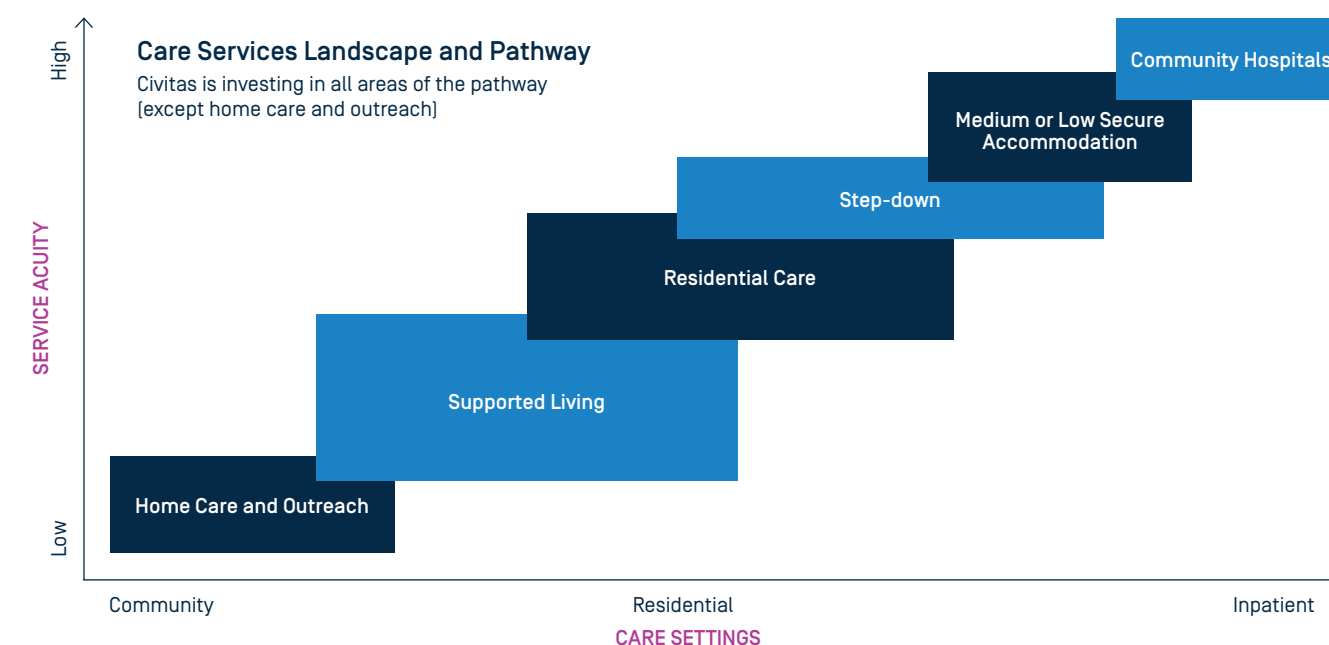 Care Services Landscape and Pathway
Civitas is investing in all areas of the pathway
(except home care and outreach)
High
SERVICE ACUITY
Low
Community Hospitals
Medium or Low Secure
Accommodation
Step-down
Residential Care
Supported Living
Home Care and Outreach
Community
Residential
Inpatient
CARE SETTINGS